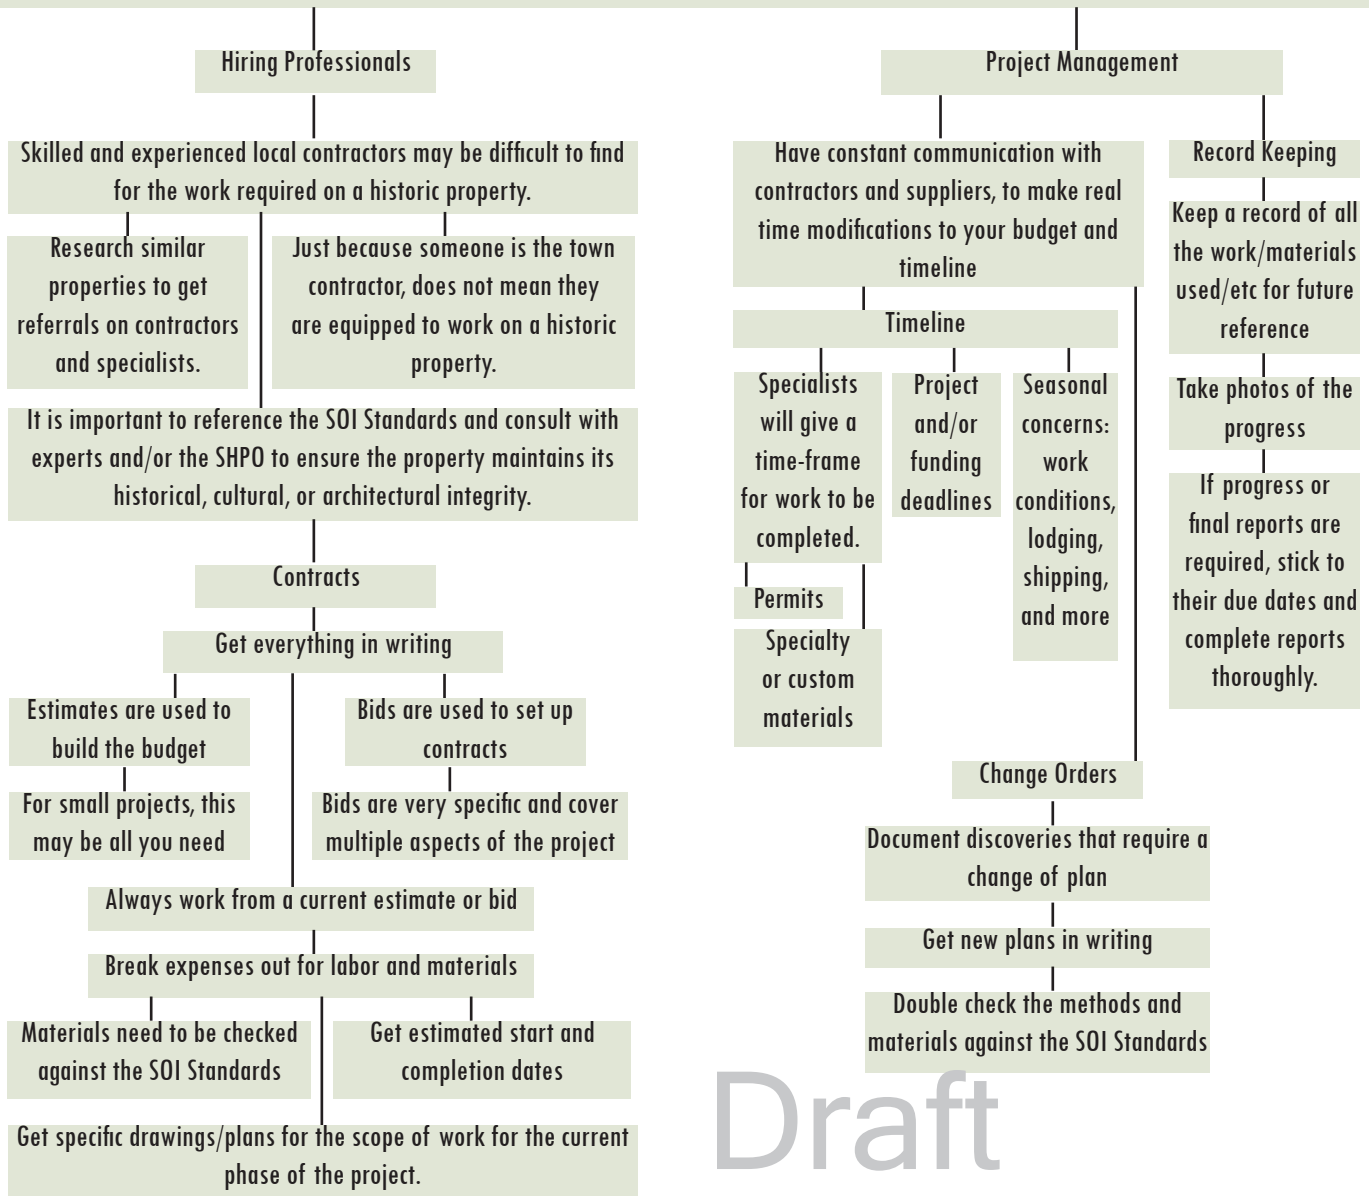 Hiring Professionals
Skilled and experienced local contractors may be difficult to find
for the work required on a historic property.
Research similar
properties to get
referrals on contractors
and specialists.
Just because someone is the town
contractor, does not mean they
are equipped to work on a historic
property.
It is important to reference the SOI Standards and consult with
experts and/or the SHPO to ensure the property maintains its
historical, cultural, or architectural integrity.
Contracts
Get everything in writing
Estimates are used to
build the budget
Bids are used to set up
contracts
For small projects, this
may be all you need
Bids are very specific and cover
multiple aspects of the project
Always work from a current estimate or bid
Break expenses out for labor and materials
Materials need to be checked
against the SOI Standards
Get estimated start and
completion dates
Get specific drawings/plans for the scope of work for the current
phase of the project.
Project Management
Have constant communication with
contractors and suppliers, to make real
time modifications to your budget and
timeline
Timeline
Specialists
will give a
time-frame
for work to be
completed.
Permits
Specialty
or custom
materials
Project
and/or
funding
deadlines
Seasonal
concerns:
work
conditions,
lodging,
shipping,
and more
Record Keeping
Keep a record of all
the work/materials
used/etc for future
reference
Take photos of the
progress
If progress or
final reports are
required, stick to
their due dates and
complete reports
thoroughly.
Change Orders
Document discoveries that require a
change of plan
Get new plans in writing
Double check the methods and
materials against the SOI Standards
Draft